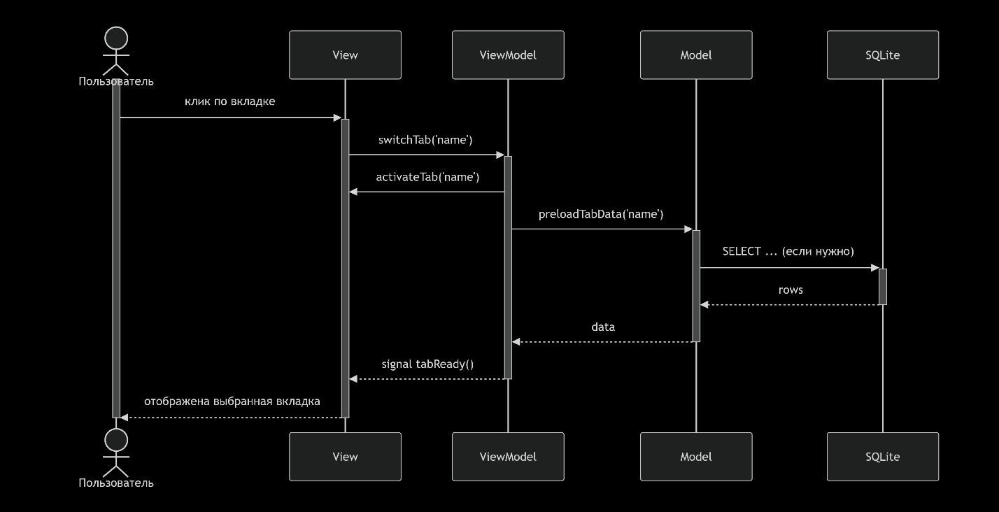 View
ViewModel
Model
SQLite
Пользователь
клик по вкладке
switchTab('name')
activateTab('name')
preloadTabData('name')
SELECT ... (если нужно)
rows
data
signal tabReady()
отображена выбранная вкладка
View
ViewModel
Model
SQLite
Пользователь